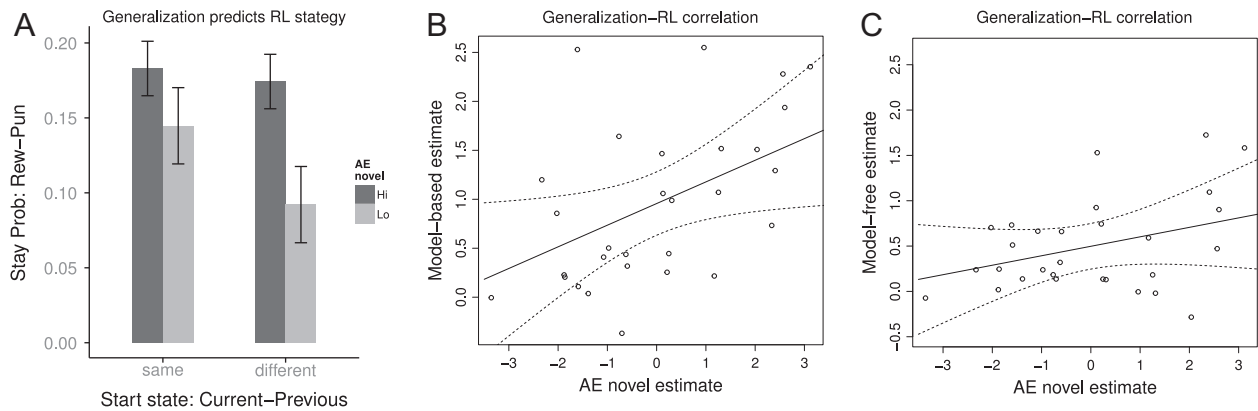 A
Generalization predicts RL stategy
Stay Prob: Rew−Pun
0.20
0.15
0.10
0.05
0.00
same
different
Start state: Current−Previous
AE
novel
Hi
Lo
B
Generalization−RL correlation
Model−based estimate
2.5
2.0
1.5
1.0
0.5
0.0
−3
−2
−1
0
1
2
3
AE novel estimate
C
Generalization−RL correlation
Model−free estimate
2.5
2.0
1.5
1.0
0.5
0.0
−0.5
−3
−2
−1
0
1
2
3
AE novel estimate